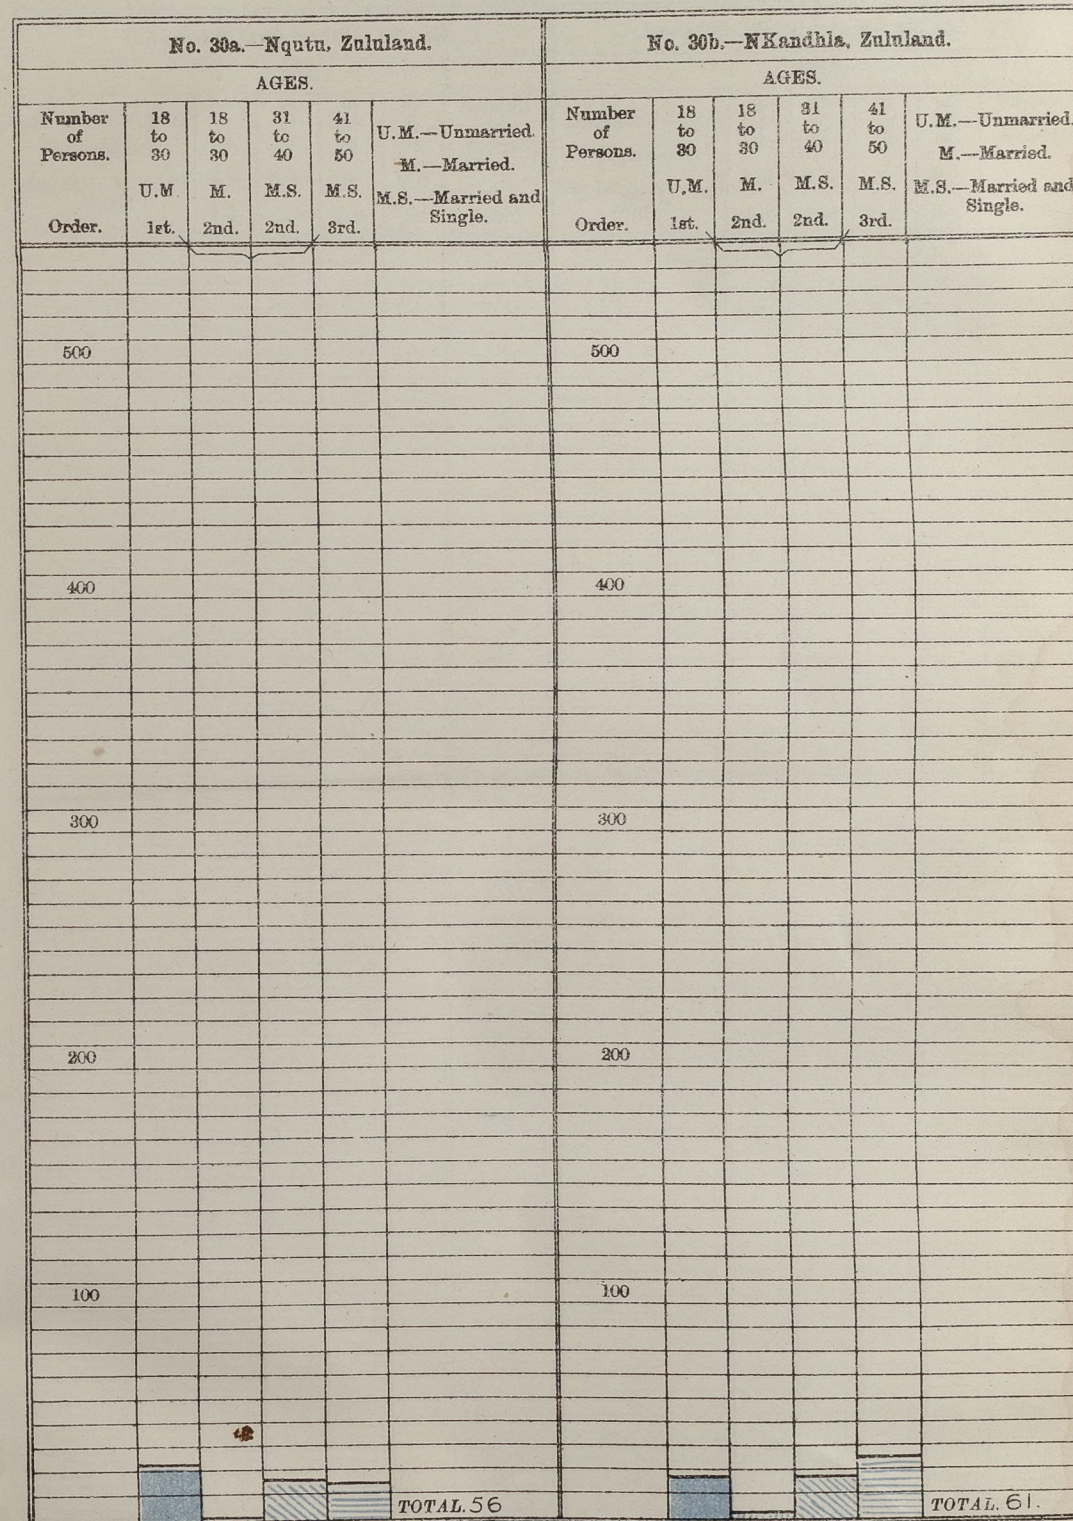 No. 30a.—Nqutu, Zululand.
AGES.
Number of Persons.
18 to 30
18 to 30
31 to 40
41 to 50
U.M.—Unmarried.
M.—Married.
U.M.
M.
M.S.
M.S.
M.S.—Married and Single.
Order.
1st.
2nd.
2nd.
3rd.
500
400
300
200
100
TOTAL. 56
No. 30b.—NKandhla, Zululand.
AGES.
Number of Persons.
18 to 30
18 to 30
31 to 40
41 to 50
U.M.—Unmarried.
M.—Married.
U.M.
M.
M.S.
M.S.
M.S.—Married and Single.
Order.
1st.
2nd.
2nd.
3rd.
500
400
300
200
100
TOTAL. 61.